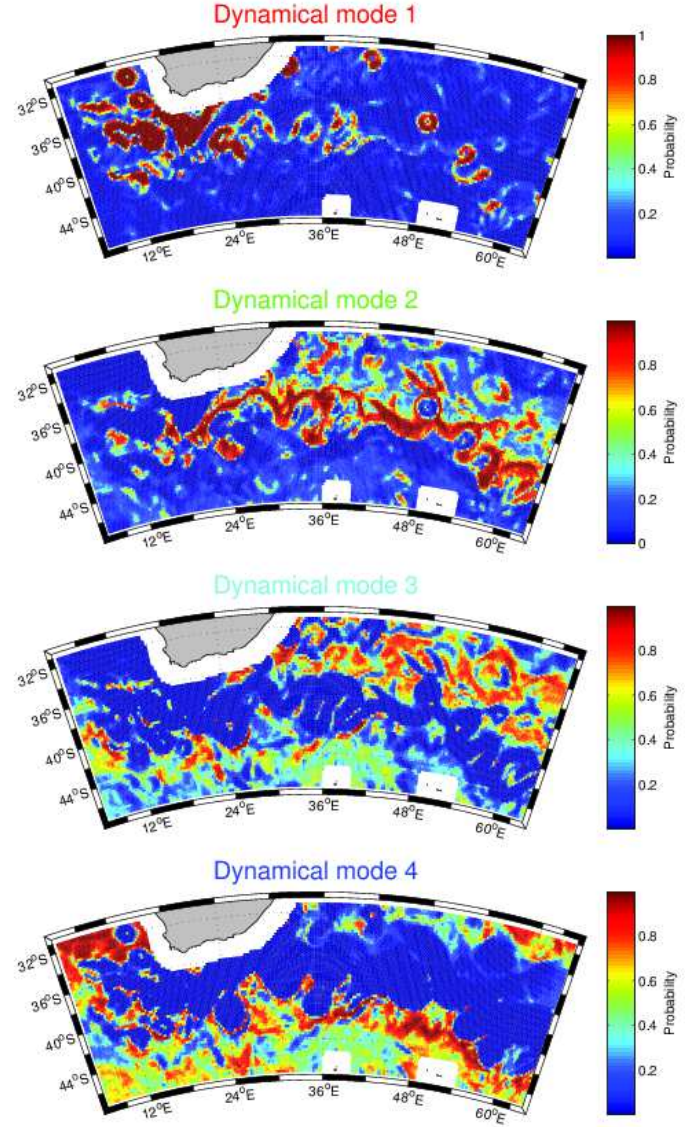 Dynamical mode 1
32°S
36°S
40°S
44°S
12°E
24°E
36°E
48°E
60°E
1
0.8
0.6
0.4
0.2
Probability
Dynamical mode 2
32°S
36°S
40°S
44°S
12°E
24°E
36°E
48°E
60°E
0.8
0.6
0.4
0.2
0
Probability
Dynamical mode 3
32°S
36°S
40°S
44°S
12°E
24°E
36°E
48°E
60°E
0.8
0.6
0.4
0.2
Probability
Dynamical mode 4
32°S
36°S
40°S
44°S
12°E
24°E
36°E
48°E
60°E
0.8
0.6
0.4
0.2
Probability